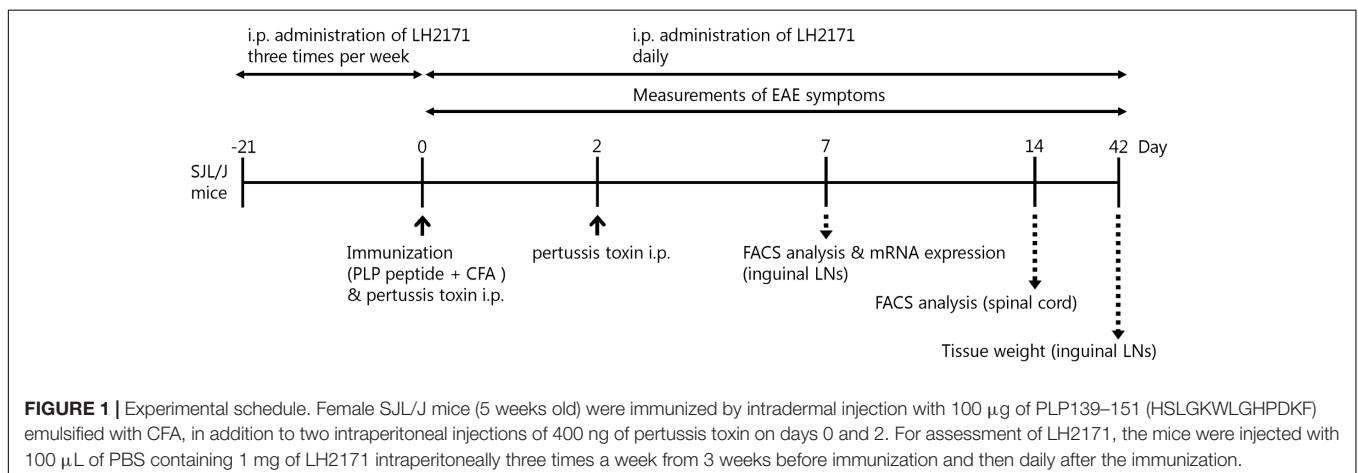 i.p. administration of LH2171
three times per week
i.p. administration of LH2171
daily
Measurements of EAE symptoms
-21 0 2 7 14 42 Day
SJL/J
mice
Immunization
(PLP peptide + CFA )
& pertussis toxin i.p.
pertussis toxin i.p.
FACS analysis & mRNA expression
(inguinal LNs)
FACS analysis (spinal cord)
Tissue weight (inguinal LNs)
FIGURE 1 | Experimental schedule. Female SJL/J mice (5 weeks old) were immunized by intradermal injection with 100 μg of PLP139–151 (HSLGKWLGHPDKF)
emulsified with CFA, in addition to two intraperitoneal injections of 400 ng of pertussis toxin on days 0 and 2. For assessment of LH2171, the mice were injected with
100 μL of PBS containing 1 mg of LH2171 intraperitoneally three times a week from 3 weeks before immunization and then daily after the immunization.